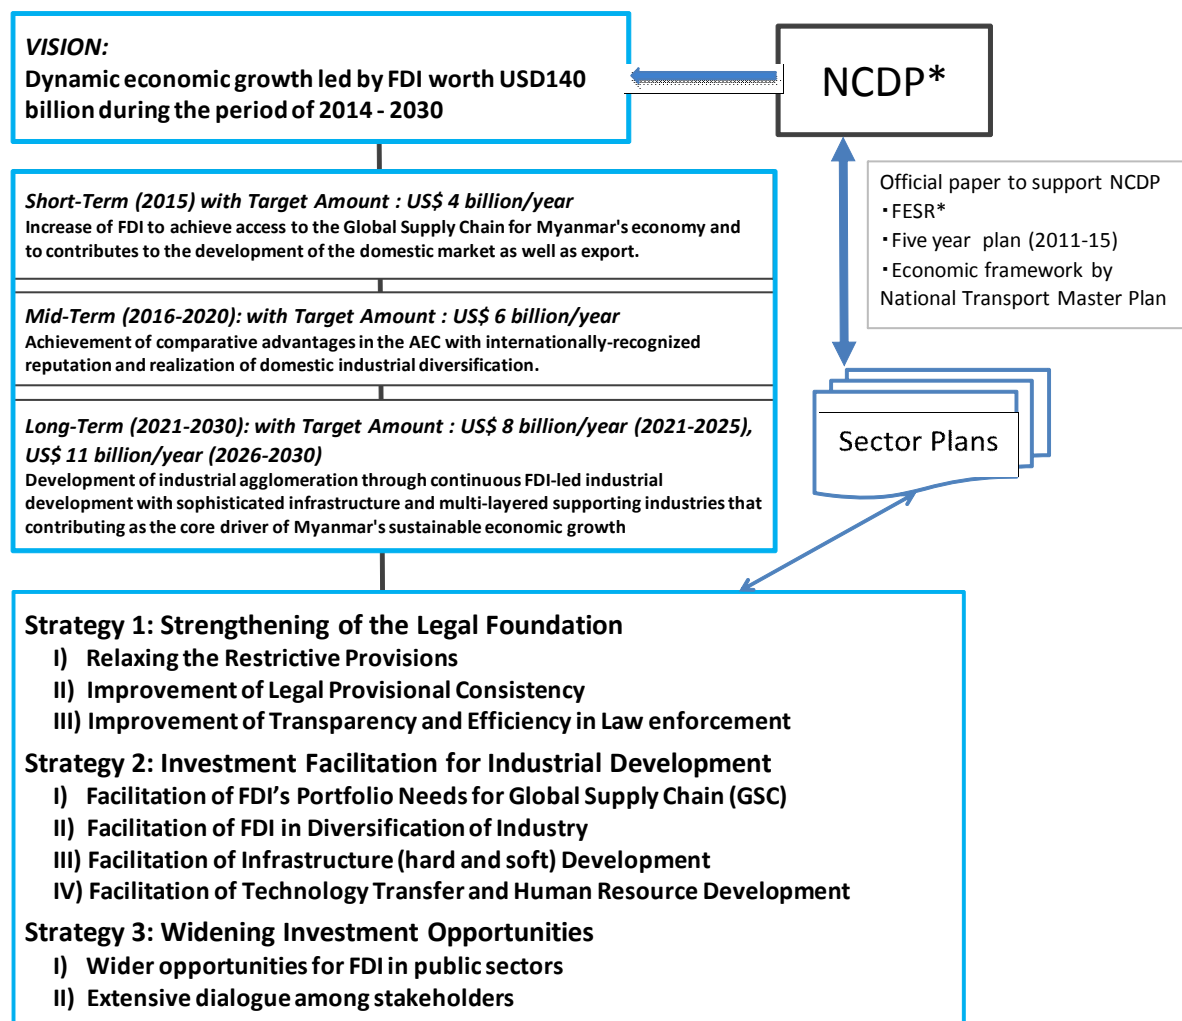 VISION:
Dynamic economic growth led by FDI worth USD140
billion during the period of 2014 - 2030
NCDP*
Official paper to support NCDP
・FESR*
・Five year plan (2011-15)
・Economic framework by
National Transport Master Plan
Short-Term (2015) with Target Amount : US$ 4 billion/year
Increase of FDI to achieve access to the Global Supply Chain for Myanmar's economy and
to contributes to the development of the domestic market as well as export.
Mid-Term (2016-2020): with Target Amount : US$ 6 billion/year
Achievement of comparative advantages in the AEC with internationally-recognized
reputation and realization of domestic industrial diversification.
Long-Term (2021-2030): with Target Amount : US$ 8 billion/year (2021-2025),
US$ 11 billion/year (2026-2030)
Development of industrial agglomeration through continuous FDI-led industrial
development with sophisticated infrastructure and multi-layered supporting industries that
contributing as the core driver of Myanmar's sustainable economic growth
Sector Plans
Strategy 1: Strengthening of the Legal Foundation
I) Relaxing the Restrictive Provisions
II) Improvement of Legal Provisional Consistency
III) Improvement of Transparency and Efficiency in Law enforcement
Strategy 2: Investment Facilitation for Industrial Development
I) Facilitation of FDI’s Portfolio Needs for Global Supply Chain (GSC)
II) Facilitation of FDI in Diversification of Industry
III) Facilitation of Infrastructure (hard and soft) Development
IV) Facilitation of Technology Transfer and Human Resource Development
Strategy 3: Widening Investment Opportunities
I) Wider opportunities for FDI in public sectors
II) Extensive dialogue among stakeholders